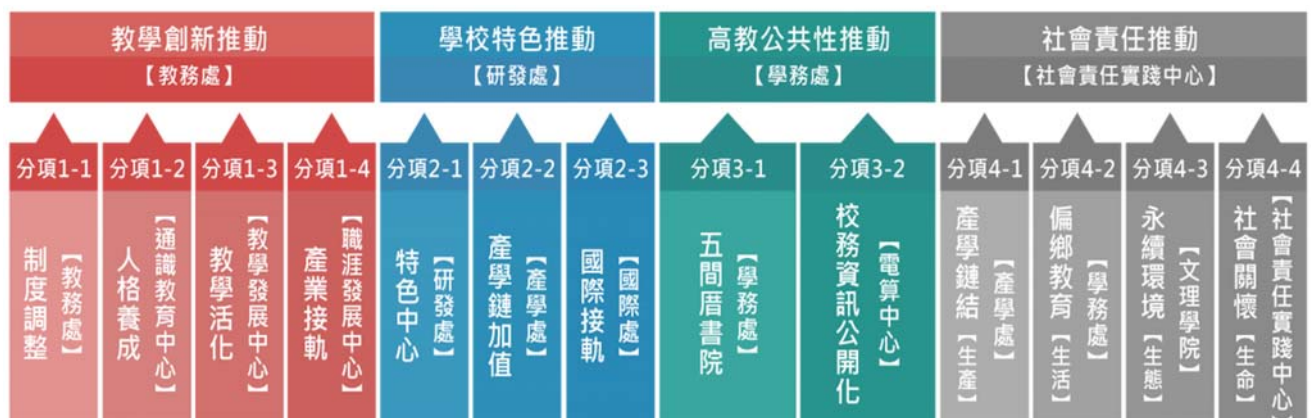 教學創新推動
【教務處】
學校特色推動
【研發處】
高教公共性推動
【學務處】
社會責任推動
【社會責任實踐中心】
分項1-1
制度調整
【教務處】
分項1-2
人格養成
【通識教育中心】
分項1-3
教學活化
【教學發展中心】
分項1-4
產業接軌
【職涯發展中心】
分項2-1
特色中心
【研發處】
分項2-2
產學鏈加值
【產學處】
分項2-3
國際接軌
【國際處】
分項3-1
五間厝書院
【學務處】
分項3-2
校務資訊公開化
【電算中心】
分項4-1
產學鏈結【生產】
【產學處】
分項4-2
偏鄉教育【生活】
【學務處】
分項4-3
永續環境【生態】
【文理學院】
分項4-4
社會關懷【生命】
【社會責任實踐中心】